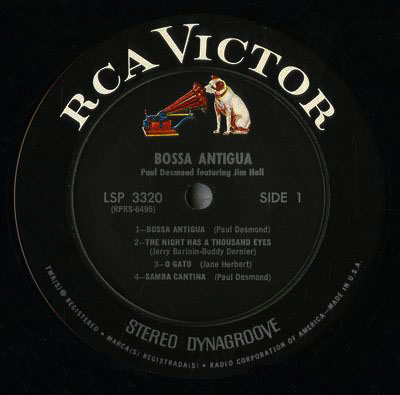 RCA VICTOR
BOSSA ANTIGUA
Paul Desmond featuring Jim Hall
LSP 3320 SIDE 1
(RPRS-6495)
1—BOSSA ANTIGUA (Paul Desmond)
2—THE NIGHT HAS A THOUSAND EYES
(Jerry Barinin-Buddy Dernier)
3—O GATO (Jane Herbert)
4—SAMBA CANTINA (Paul Desmond)
STEREO DYNAGROOVE
TMK(S) ® REGISTERED • MARCA(S) REGISTRADA(S) • RADIO CORPORATION OF AMERICA—MADE IN U.S.A.